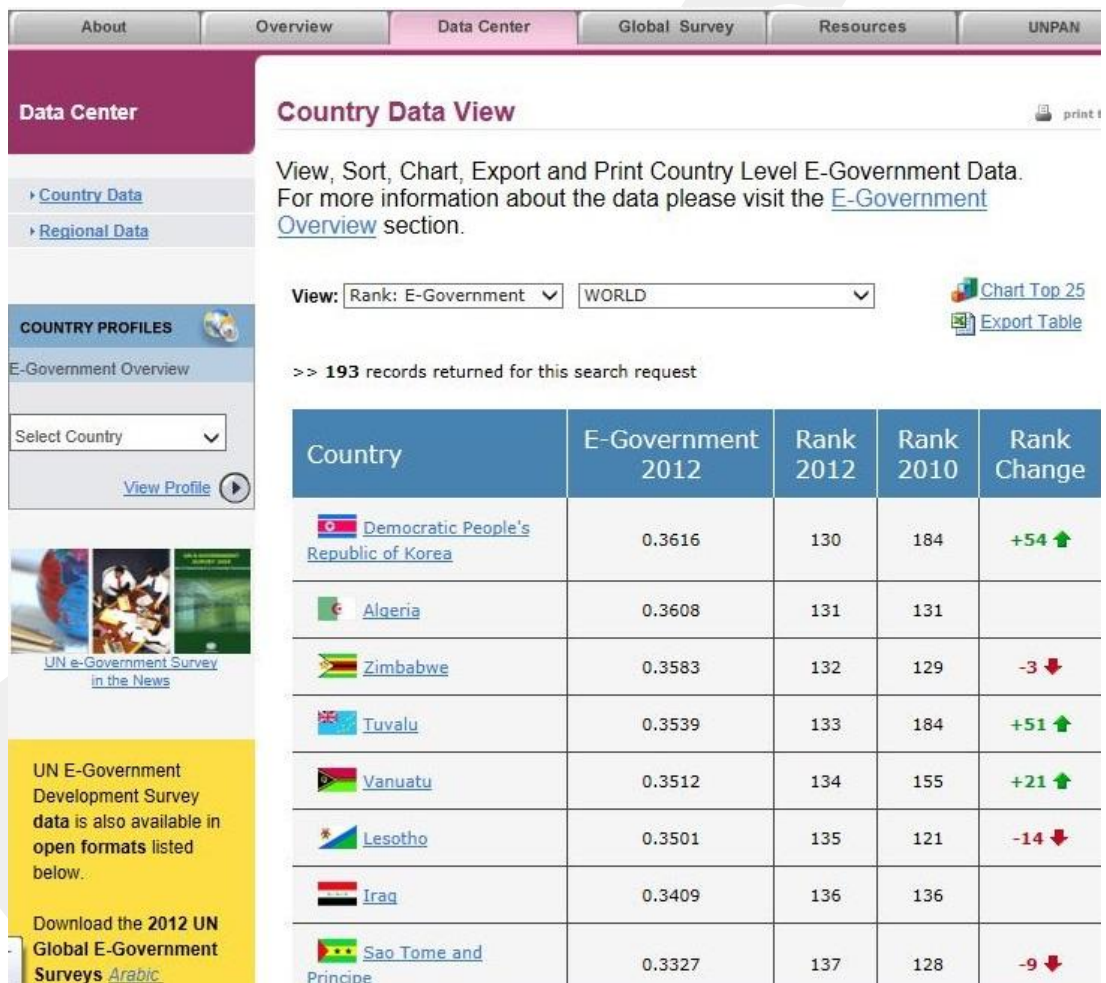 About Overview Data Center Global Survey Resources UNPAN
Data Center
Country Data
Regional Data
COUNTRY PROFILES
E-Government Overview
Select Country
View Profile
UN e-Government Survey
in the News
UN E-Government
Development Survey
data is also available in
open formats listed
below.
Download the 2012 UN
Global E-Government
Surveys Arabic
Country Data View
print
View, Sort, Chart, Export and Print Country Level E-Government Data.
For more information about the data please visit the E-Government
Overview section.
View: Rank: E-Government WORLD
Chart Top 25
Export Table
>> 193 records returned for this search request
Country E-Government 2012 Rank 2012 Rank 2010 Rank Change
Democratic People's
Republic of Korea 0.3616 130 184 +54
Algeria 0.3608 131 131
Zimbabwe 0.3583 132 129 -3
Tuvalu 0.3539 133 184 +51
Vanuatu 0.3512 134 155 +21
Lesotho 0.3501 135 121 -14
Iraq 0.3409 136 136
Sao Tome and
Principe 0.3327 137 128 -9